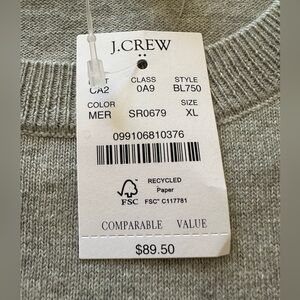 J.CREW
CLASS STYLE
CA2 0A9 BL750
COLOR SIZE
MER SR0679 XL
099106810376
RECYCLED
Paper
FSC
FSC® C117781
COMPARABLE VALUE
$89.50